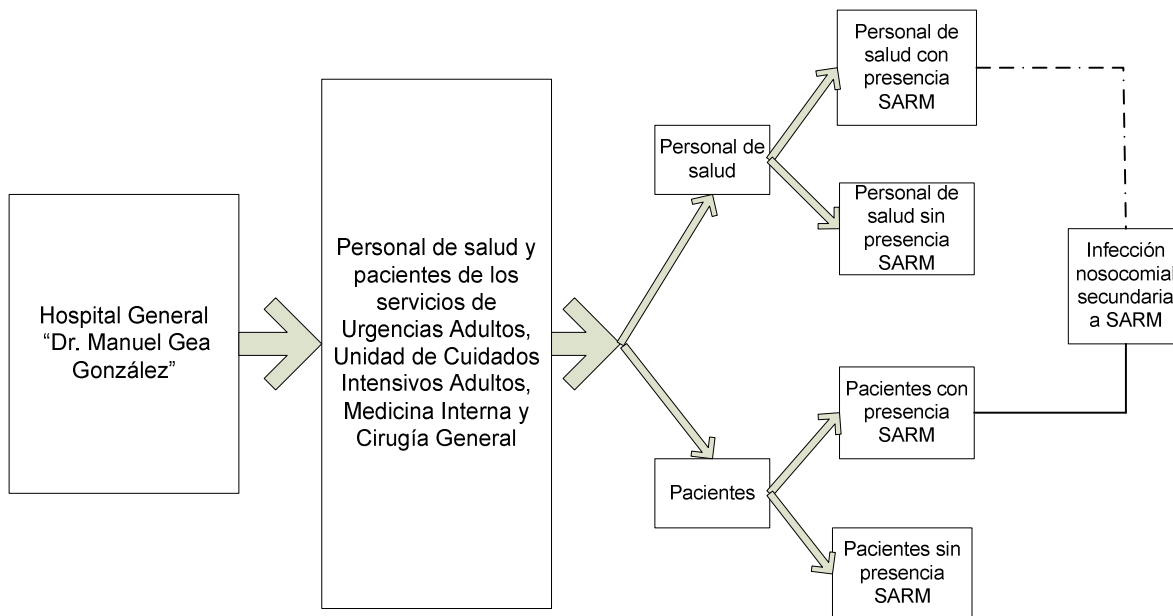 Hospital General
“Dr. Manuel Gea
González”
Personal de salud y
pacientes de los
servicios de
Urgencias Adultos,
Unidad de Cuidados
Intensivos Adultos,
Medicina Interna y
Cirugía General
Personal de
salud
Pacientes
Personal de
salud con
presencia
SARM
Personal de
salud sin
presencia
SARM
Pacientes con
presencia
SARM
Pacientes sin
presencia
SARM
Infección
nosocomial
secundaria
a SARM